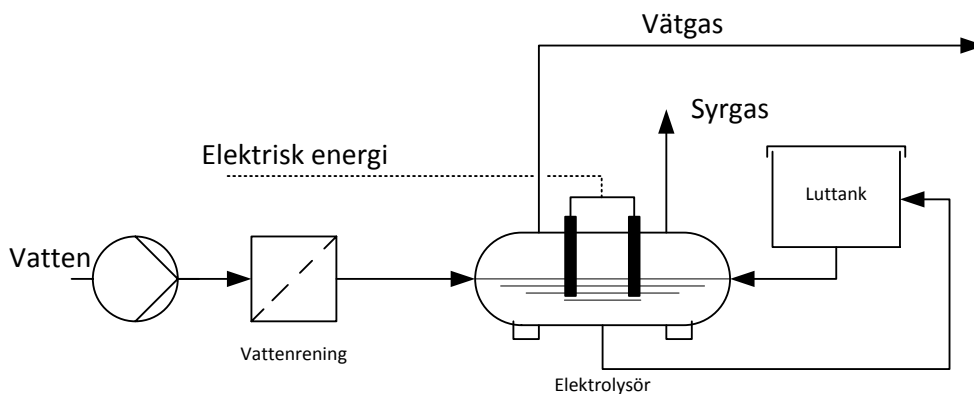 Vätgas
Syrgas
Elektrisk energi
Luttank
Vatten
Vattenrening
Elektrolysör